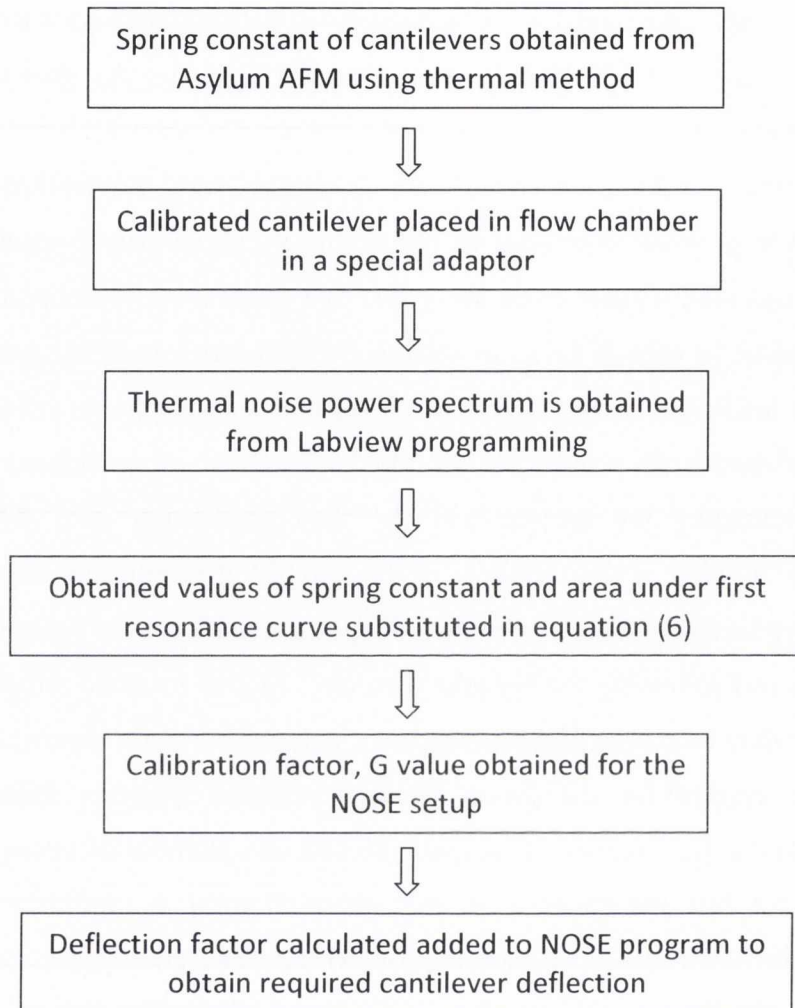 Spring constant of cantilevers obtained from
Asylum AFM using thermal method
Calibrated cantilever placed in flow chamber
in a special adaptor
Thermal noise power spectrum is obtained
from Labview programming
Obtained values of spring constant and area under first
resonance curve substituted in equation (6)
Calibration factor, G value obtained for the
NOSE setup
Deflection factor calculated added to NOSE program to
obtain required cantilever deflection